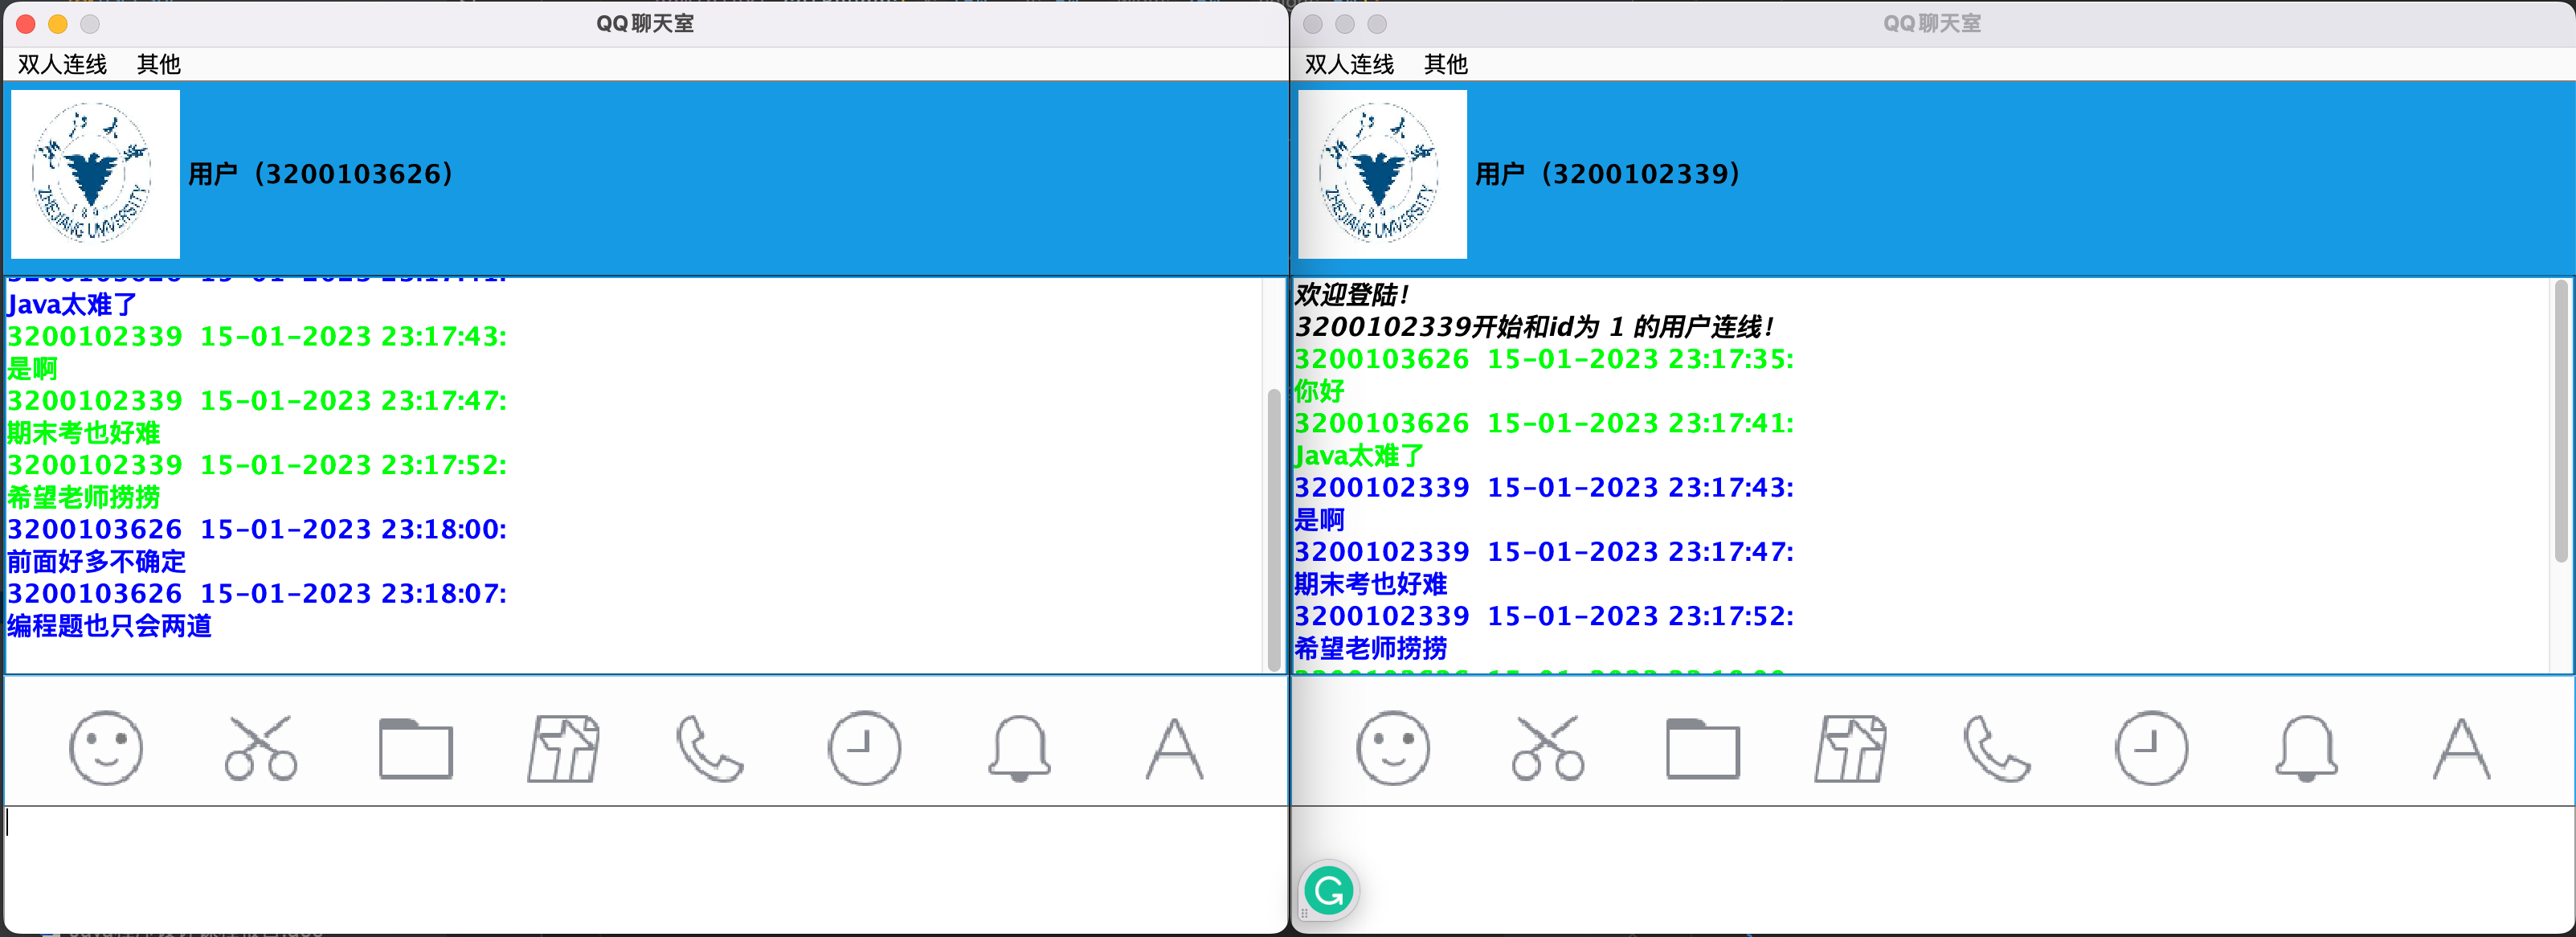 QQ聊天室
双人连线 其他
ZHEJIANG UNIVERSITY
1897
用户（3200103626）
3200103626 15-01-2023 23:17:41:
Java太难了
3200102339 15-01-2023 23:17:43:
是啊
3200102339 15-01-2023 23:17:47:
期末考也好难
3200102339 15-01-2023 23:17:52:
希望老师捞捞
3200103626 15-01-2023 23:18:00:
前面好多不确定
3200103626 15-01-2023 23:18:07:
编程题也只会两道
QQ聊天室
双人连线 其他
ZHEJIANG UNIVERSITY
1897
用户（3200102339）
欢迎登陆！
3200102339开始和id为 1 的用户连线！
3200103626 15-01-2023 23:17:35:
你好
3200103626 15-01-2023 23:17:41:
Java太难了
3200102339 15-01-2023 23:17:43:
是啊
3200102339 15-01-2023 23:17:47:
期末考也好难
3200102339 15-01-2023 23:17:52:
希望老师捞捞